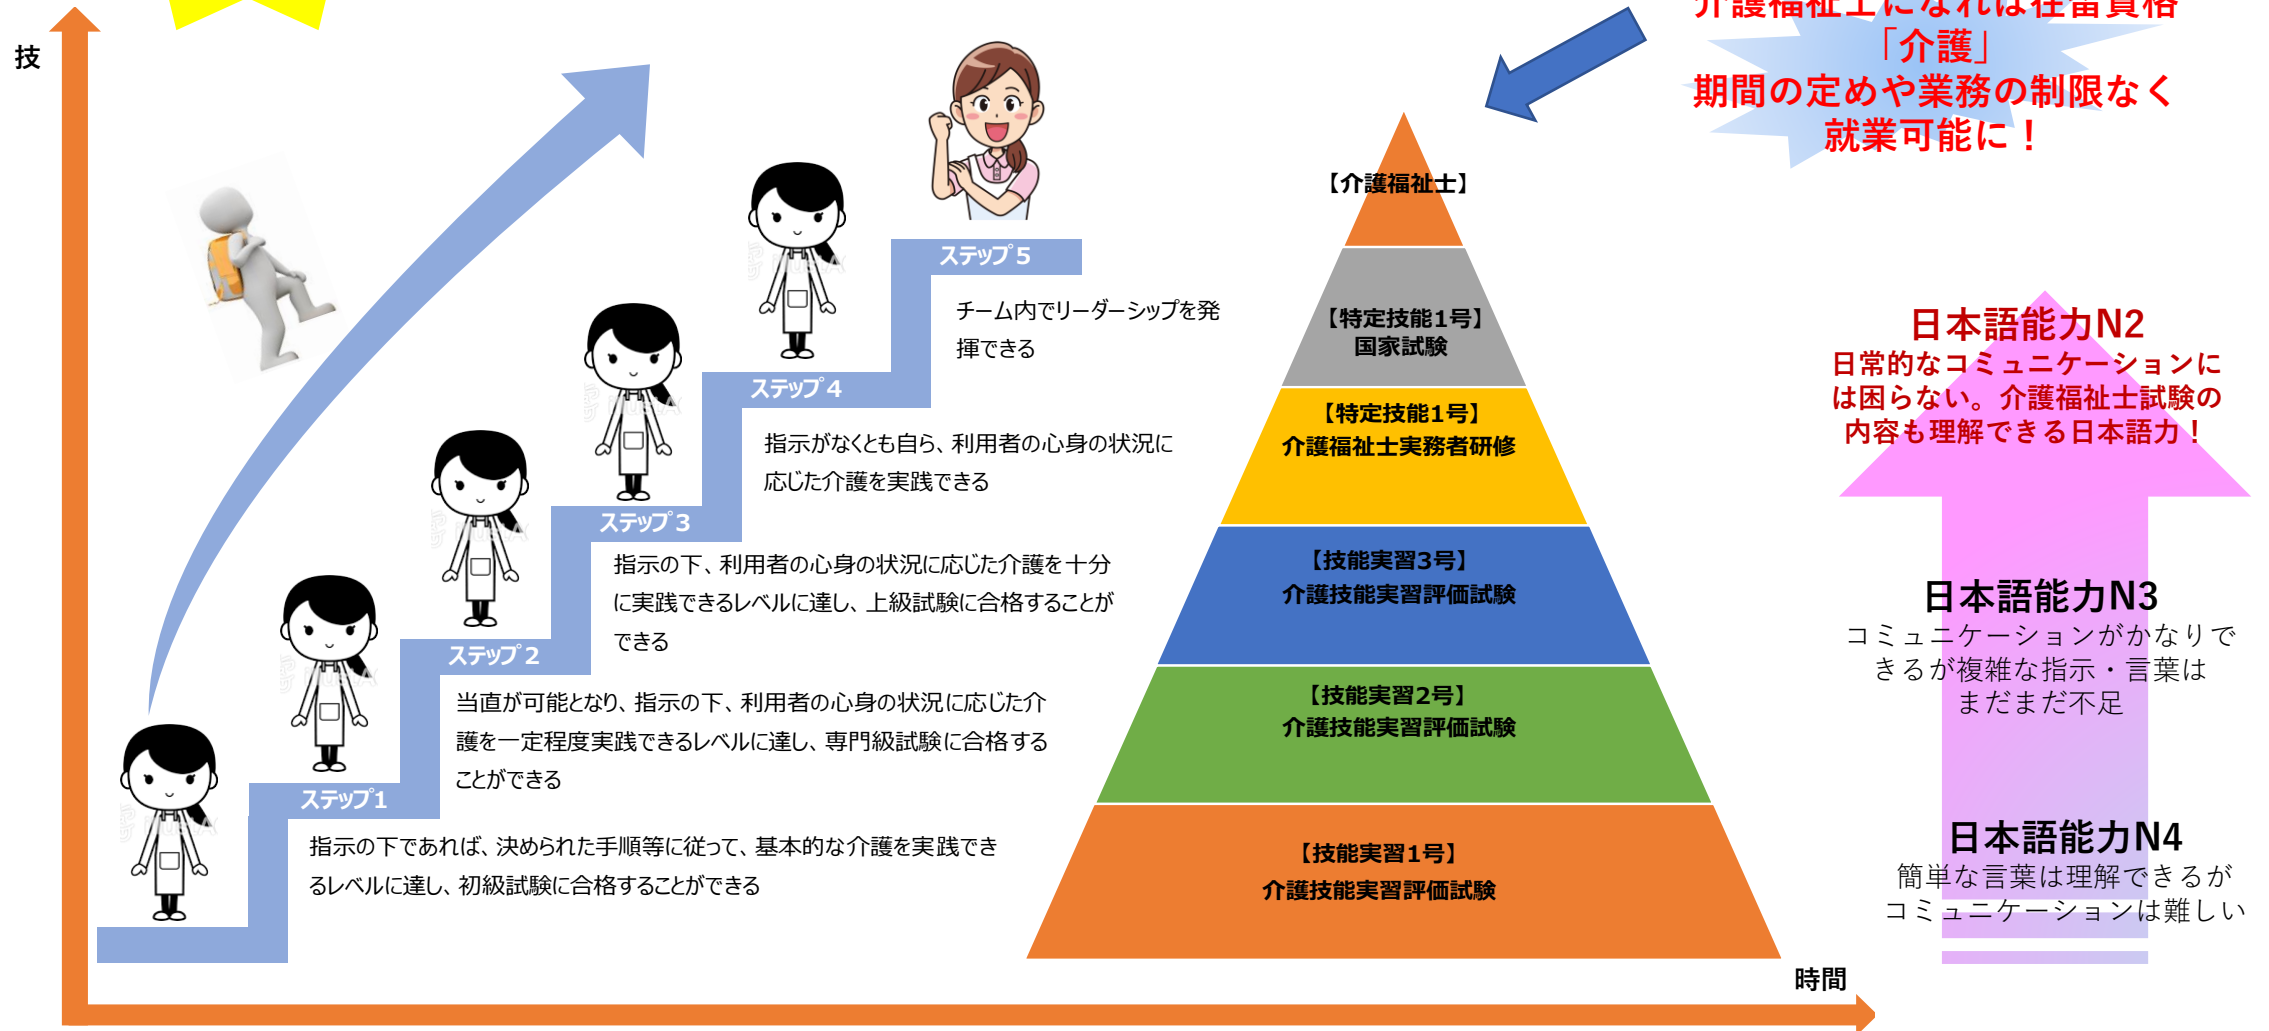 技
介護福祉士になれば在留資格
「介護」
期間の定めや業務の制限なく
就業可能に！
ステップ5
チーム内でリーダーシップを発
揮できる
ステップ4
指示がなくとも自ら、利用者の心身の状況に
応じた介護を実践できる
ステップ3
指示の下、利用者の心身の状況に応じた介護を十分
に実践できるレベルに達し、上級試験に合格することが
できる
ステップ2
当直が可能となり、指示の下、利用者の心身の状況に応じた介
護を一定程度実践できるレベルに達し、専門級試験に合格する
ことができる
ステップ1
指示の下であれば、決められた手順等に従って、基本的な介護を実践でき
るレベルに達し、初級試験に合格することができる
【介護福祉士】
【特定技能1号】
国家試験
【特定技能1号】
介護福祉士実務者研修
【技能実習3号】
介護技能実習評価試験
【技能実習2号】
介護技能実習評価試験
【技能実習1号】
介護技能実習評価試験
日本語能力N2
日常的なコミュニケーションに
は困らない。介護福祉士試験の
内容も理解できる日本語力！
日本語能力N3
コミュニケーションがかなりで
きるが複雑な指示・言葉は
まだまだ不足
日本語能力N4
簡単な言葉は理解できるが
コミュニケーションは難しい
時間